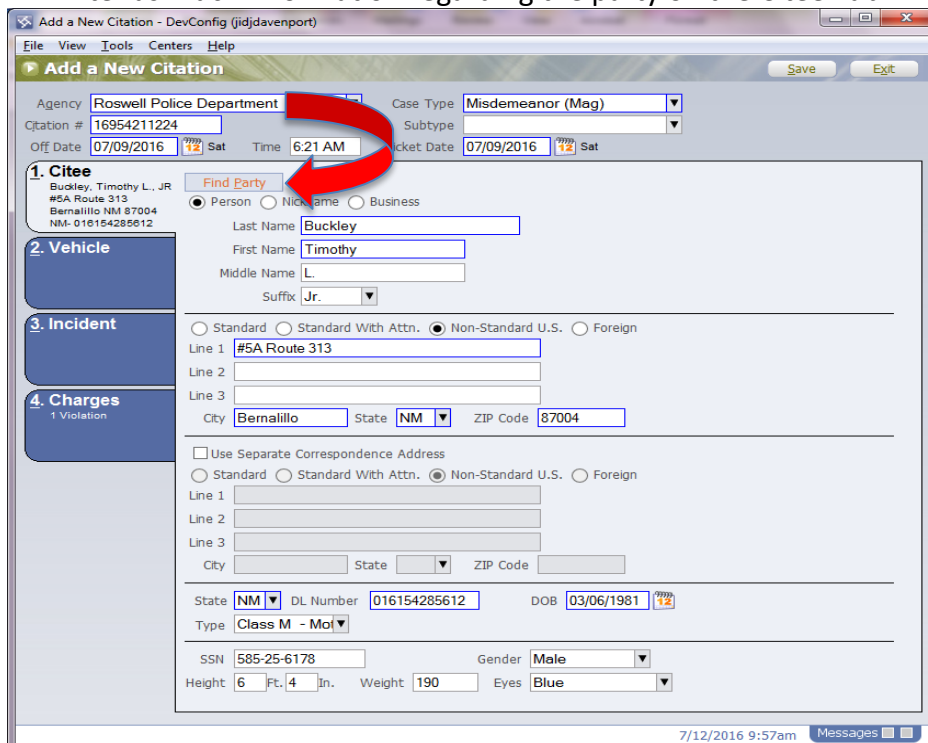 Add a New Citation - DevConfig (jidjdavenport)
File View Tools Centers Help
Add a New Citation Save Exit
Agency Roswell Police Department Case Type Misdemeanor (Mag)
Citation # 16954211224 Subtype
Off Date 07/09/2016 12 Sat Time 6:21 AM Date 07/09/2016 12 Sat
1. Citee
Buckley, Timothy L., JR
#5A Route 313
Bernalillo NM 87004
NM- 016154285612
2. Vehicle
3. Incident
4. Charges
1 Violation
Find Party
Person Nickname Business
Last Name Buckley
First Name Timothy
Middle Name L.
Suffix Jr.
Standard Standard With Attn. Non-Standard U.S. Foreign
Line 1 #5A Route 313
Line 2
Line 3
City Bernalillo State NM ZIP Code 87004
Use Separate Correspondence Address
Standard Standard With Attn. Non-Standard U.S. Foreign
Line 1
Line 2
Line 3
City State ZIP Code
State NM DL Number 016154285612 DOB 03/06/1981 12
Type Class M - Mot
SSN 585-25-6178 Gender Male
Height 6 Ft. 4 In. Weight 190 Eyes Blue
7/12/2016 9:57am Messages